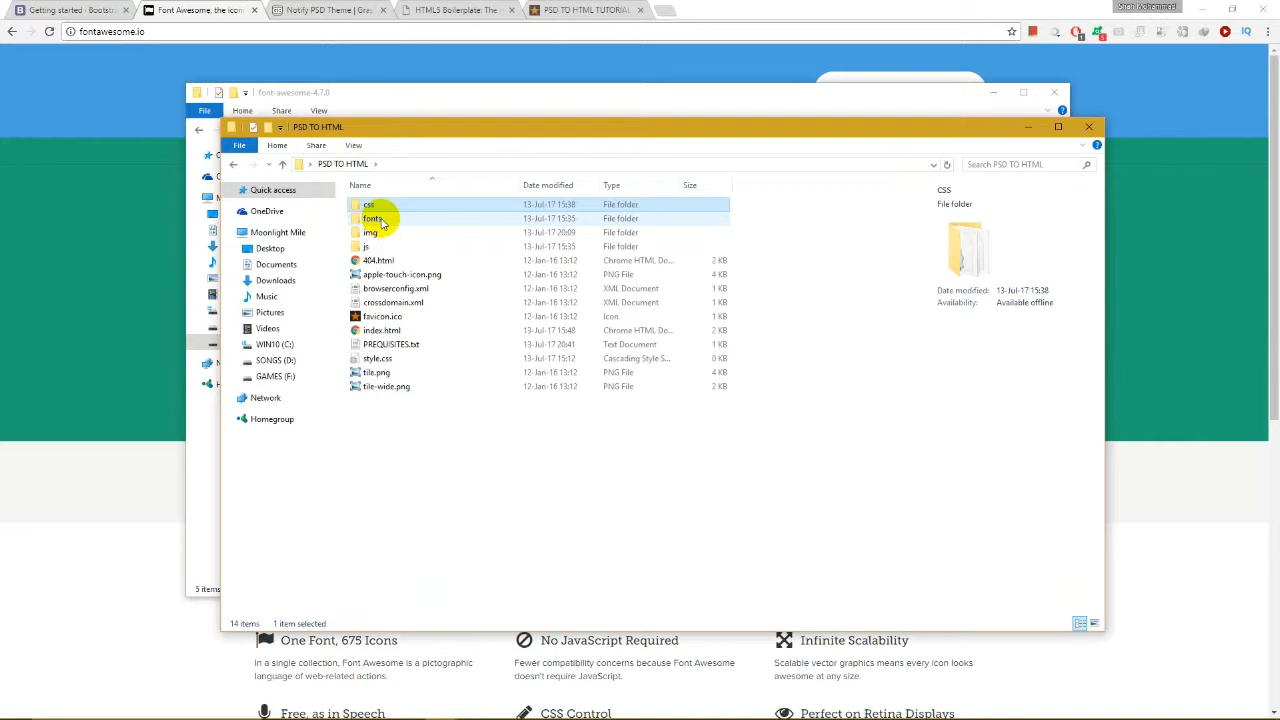 Getting started · Bootstr
Font Awesome, the ico
Notify PSD Theme | Gra
HTML5 Boilerplate: The
PSD TO HTML TUTORIAL
fontawesome.io
font-awesome-4.7.0
File Home Share View
PSD TO HTML
File Home Share View
PSD TO HTML
Search PSD TO HTML
Name Date modified Type Size
Quick access
OneDrive
Moonlight Mile
Desktop
Documents
Downloads
Music
Pictures
Videos
WIN10 (C:)
SONGS (D:)
GAMES (F:)
Network
Homegroup
css 13-Jul-17 15:38 File folder
fonts 13-Jul-17 15:35 File folder
img 13-Jul-17 20:09 File folder
js 13-Jul-17 15:35 File folder
404.html 12-Jan-16 13:12 Chrome HTML Do... 2 KB
apple-touch-icon.png 12-Jan-16 13:12 PNG File 4 KB
browserconfig.xml 12-Jan-16 13:12 XML Document 1 KB
crossdomain.xml 12-Jan-16 13:12 XML Document 1 KB
favicon.ico 12-Jan-16 13:12 Icon 1 KB
index.html 13-Jul-17 15:48 Chrome HTML Do... 2 KB
PREQUISITES.txt 13-Jul-17 20:41 Text Document 1 KB
style.css 13-Jul-17 15:12 Cascading Style S... 0 KB
tile.png 12-Jan-16 13:12 PNG File 4 KB
tile-wide.png 12-Jan-16 13:12 PNG File 2 KB
CSS
File folder
Date modified: 13-Jul-17 15:38
Availability: Available offline
5 items
14 items 1 item selected
One Font, 675 Icons
In a single collection, Font Awesome is a pictographic
language of web-related actions.
No JavaScript Required
Fewer compatibility concerns because Font Awesome
doesn't require JavaScript.
Infinite Scalability
Scalable vector graphics means every icon looks
awesome at any size.
Free, as in Speech
CSS Control
Perfect on Retina Displays